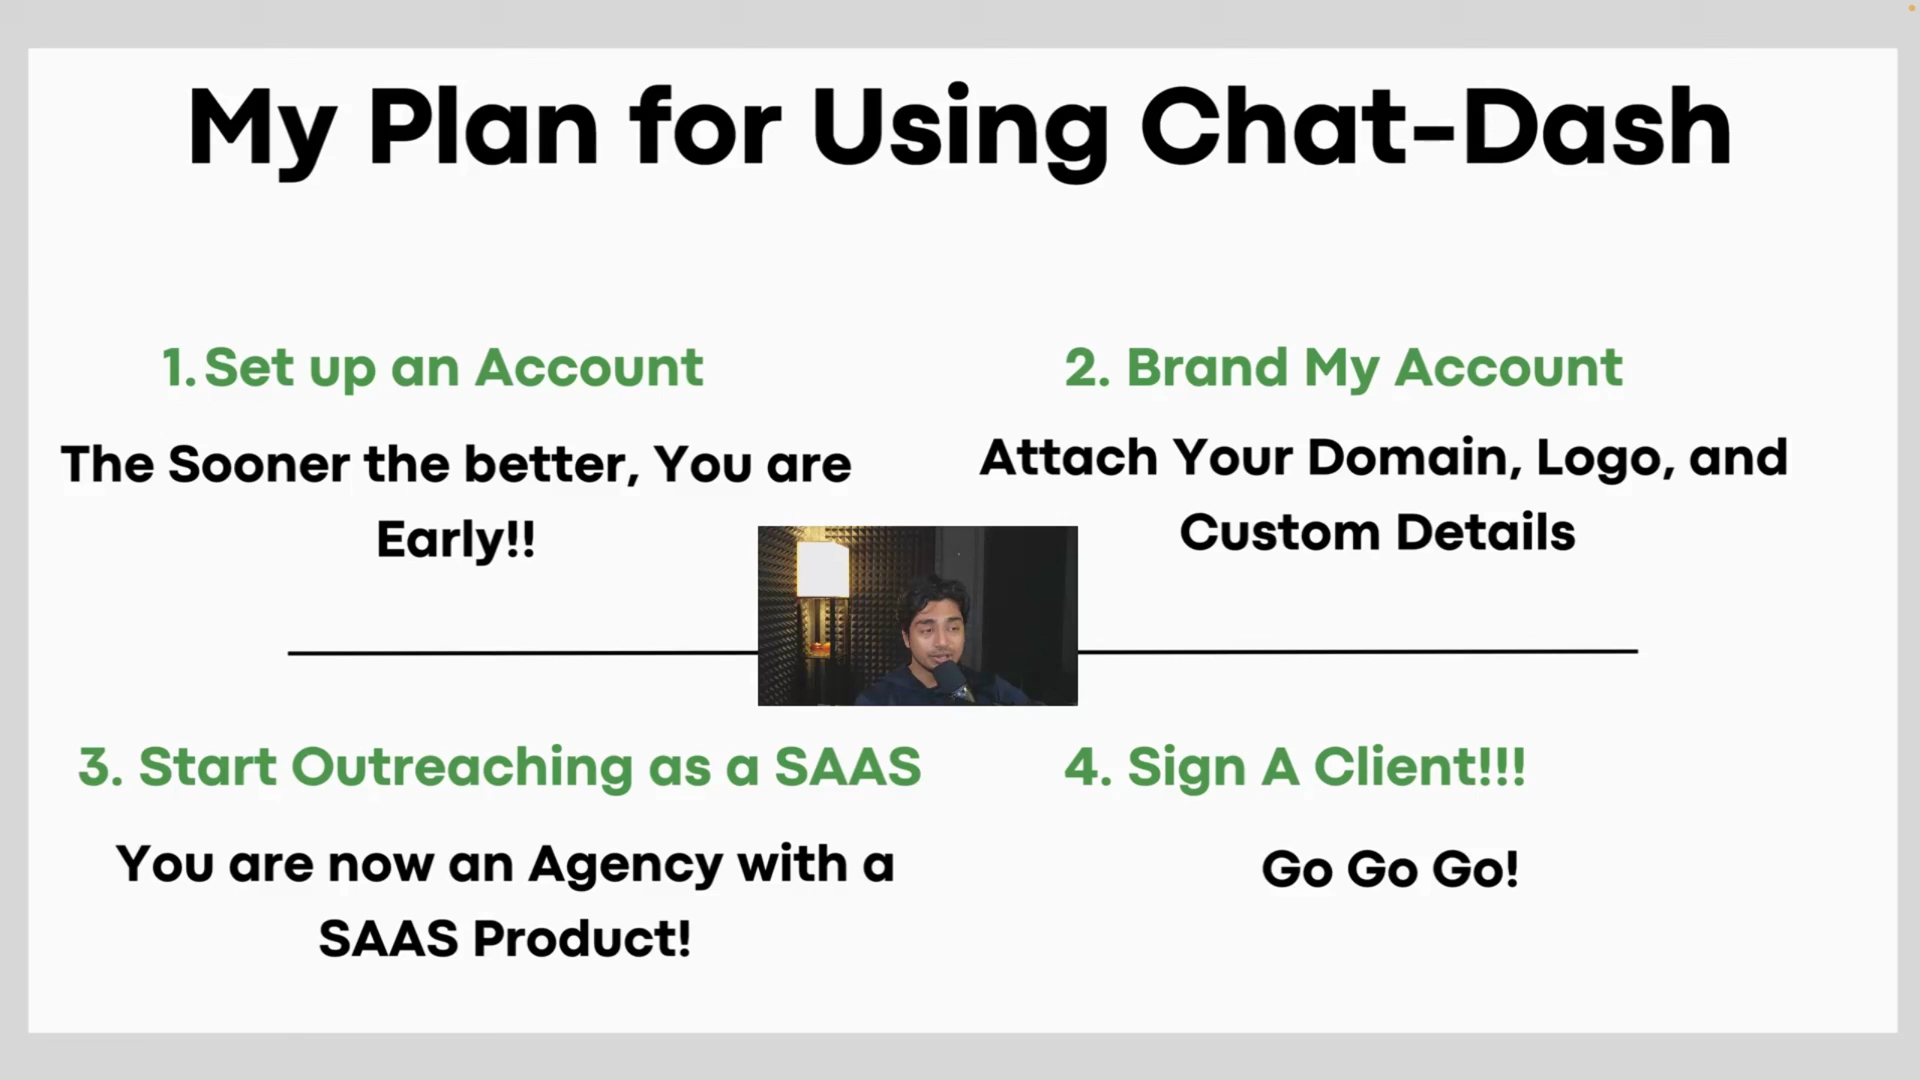 My Plan for Using Chat-Dash
1. Set up an Account
The Sooner the better, You are
Early!!
2. Brand My Account
Attach Your Domain, Logo, and
Custom Details
3. Start Outreaching as a SAAS
You are now an Agency with a
SAAS Product!
4. Sign A Client!!!
Go Go Go!